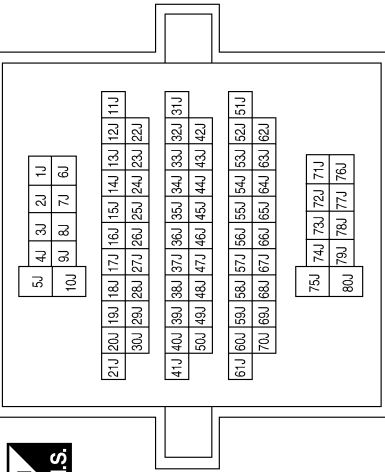 5J 4J 3J 2J 1J
10J 9J 8J 7J 6J
21J 20J 19J 18J 17J 16J 15J 14J 13J 12J 11J
30J 29J 28J 27J 26J 25J 24J 23J 22J
41J 40J 39J 38J 37J 36J 35J 34J 33J 32J 31J
50J 49J 48J 47J 46J 45J 44J 43J 42J
61J 60J 59J 58J 57J 56J 55J 54J 53J 52J 51J
70J 69J 68J 67J 66J 65J 64J 63J 62J
75J 74J 73J 72J 71J
80J 79J 78J 77J 76J